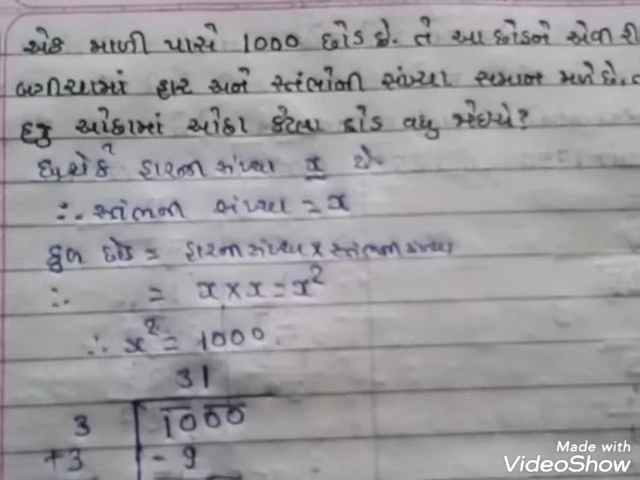 એક માળી પાસે 1000 છોડ છે. તે આ છોડને એવી રી
બગીચામાં હાર અને સ્તંભોની સંખ્યા સમાન મળે છે. ત
હજુ ઓછામાં ઓછા કેટલા છોડ વધુ જોઇએ?
ધારોકે હારની સંખ્યા x છે
∴ સ્તંભની સંખ્યા = x
કુલ છોડ = હારની સંખ્યા x સ્તંભની સંખ્યા
∴ = x × x = x²
∴ x² = 1000
31
3 1000
+3 - 9
Made with
VideoShow